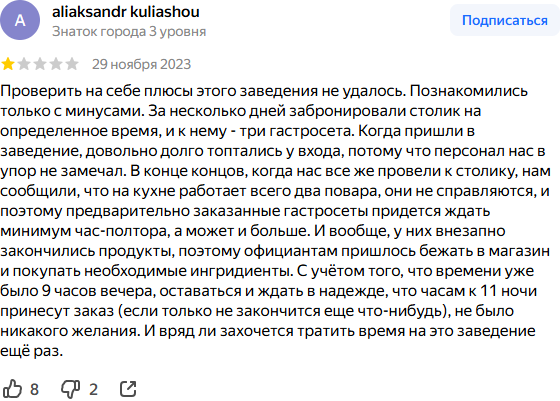 A
aliaksandr kuliashou
Знаток города 3 уровня
Подписаться
29 ноября 2023
Проверить на себе плюсы этого заведения не удалось. Познакомились
только с минусами. За несколько дней забронировали столик на
определенное время, и к нему - три гастросета. Когда пришли в
заведение, довольно долго топтались у входа, потому что персонал нас в
упор не замечал. В конце концов, когда нас все же провели к столику, нам
сообщили, что на кухне работает всего два повара, они не справляются, и
поэтому предварительно заказанные гастросеты придется ждать
минимум час-полтора, а может и больше. И вообще, у них внезапно
закончились продукты, поэтому официантам пришлось бежать в магазин
и покупать необходимые ингридиенты. С учётом того, что времени уже
было 9 часов вечера, оставаться и ждать в надежде, что часам к 11 ночи
принесут заказ (если только не закончится еще что-нибудь), не было
никакого желания. И вряд ли захочется тратить время на это заведение
ещё раз.
8 2